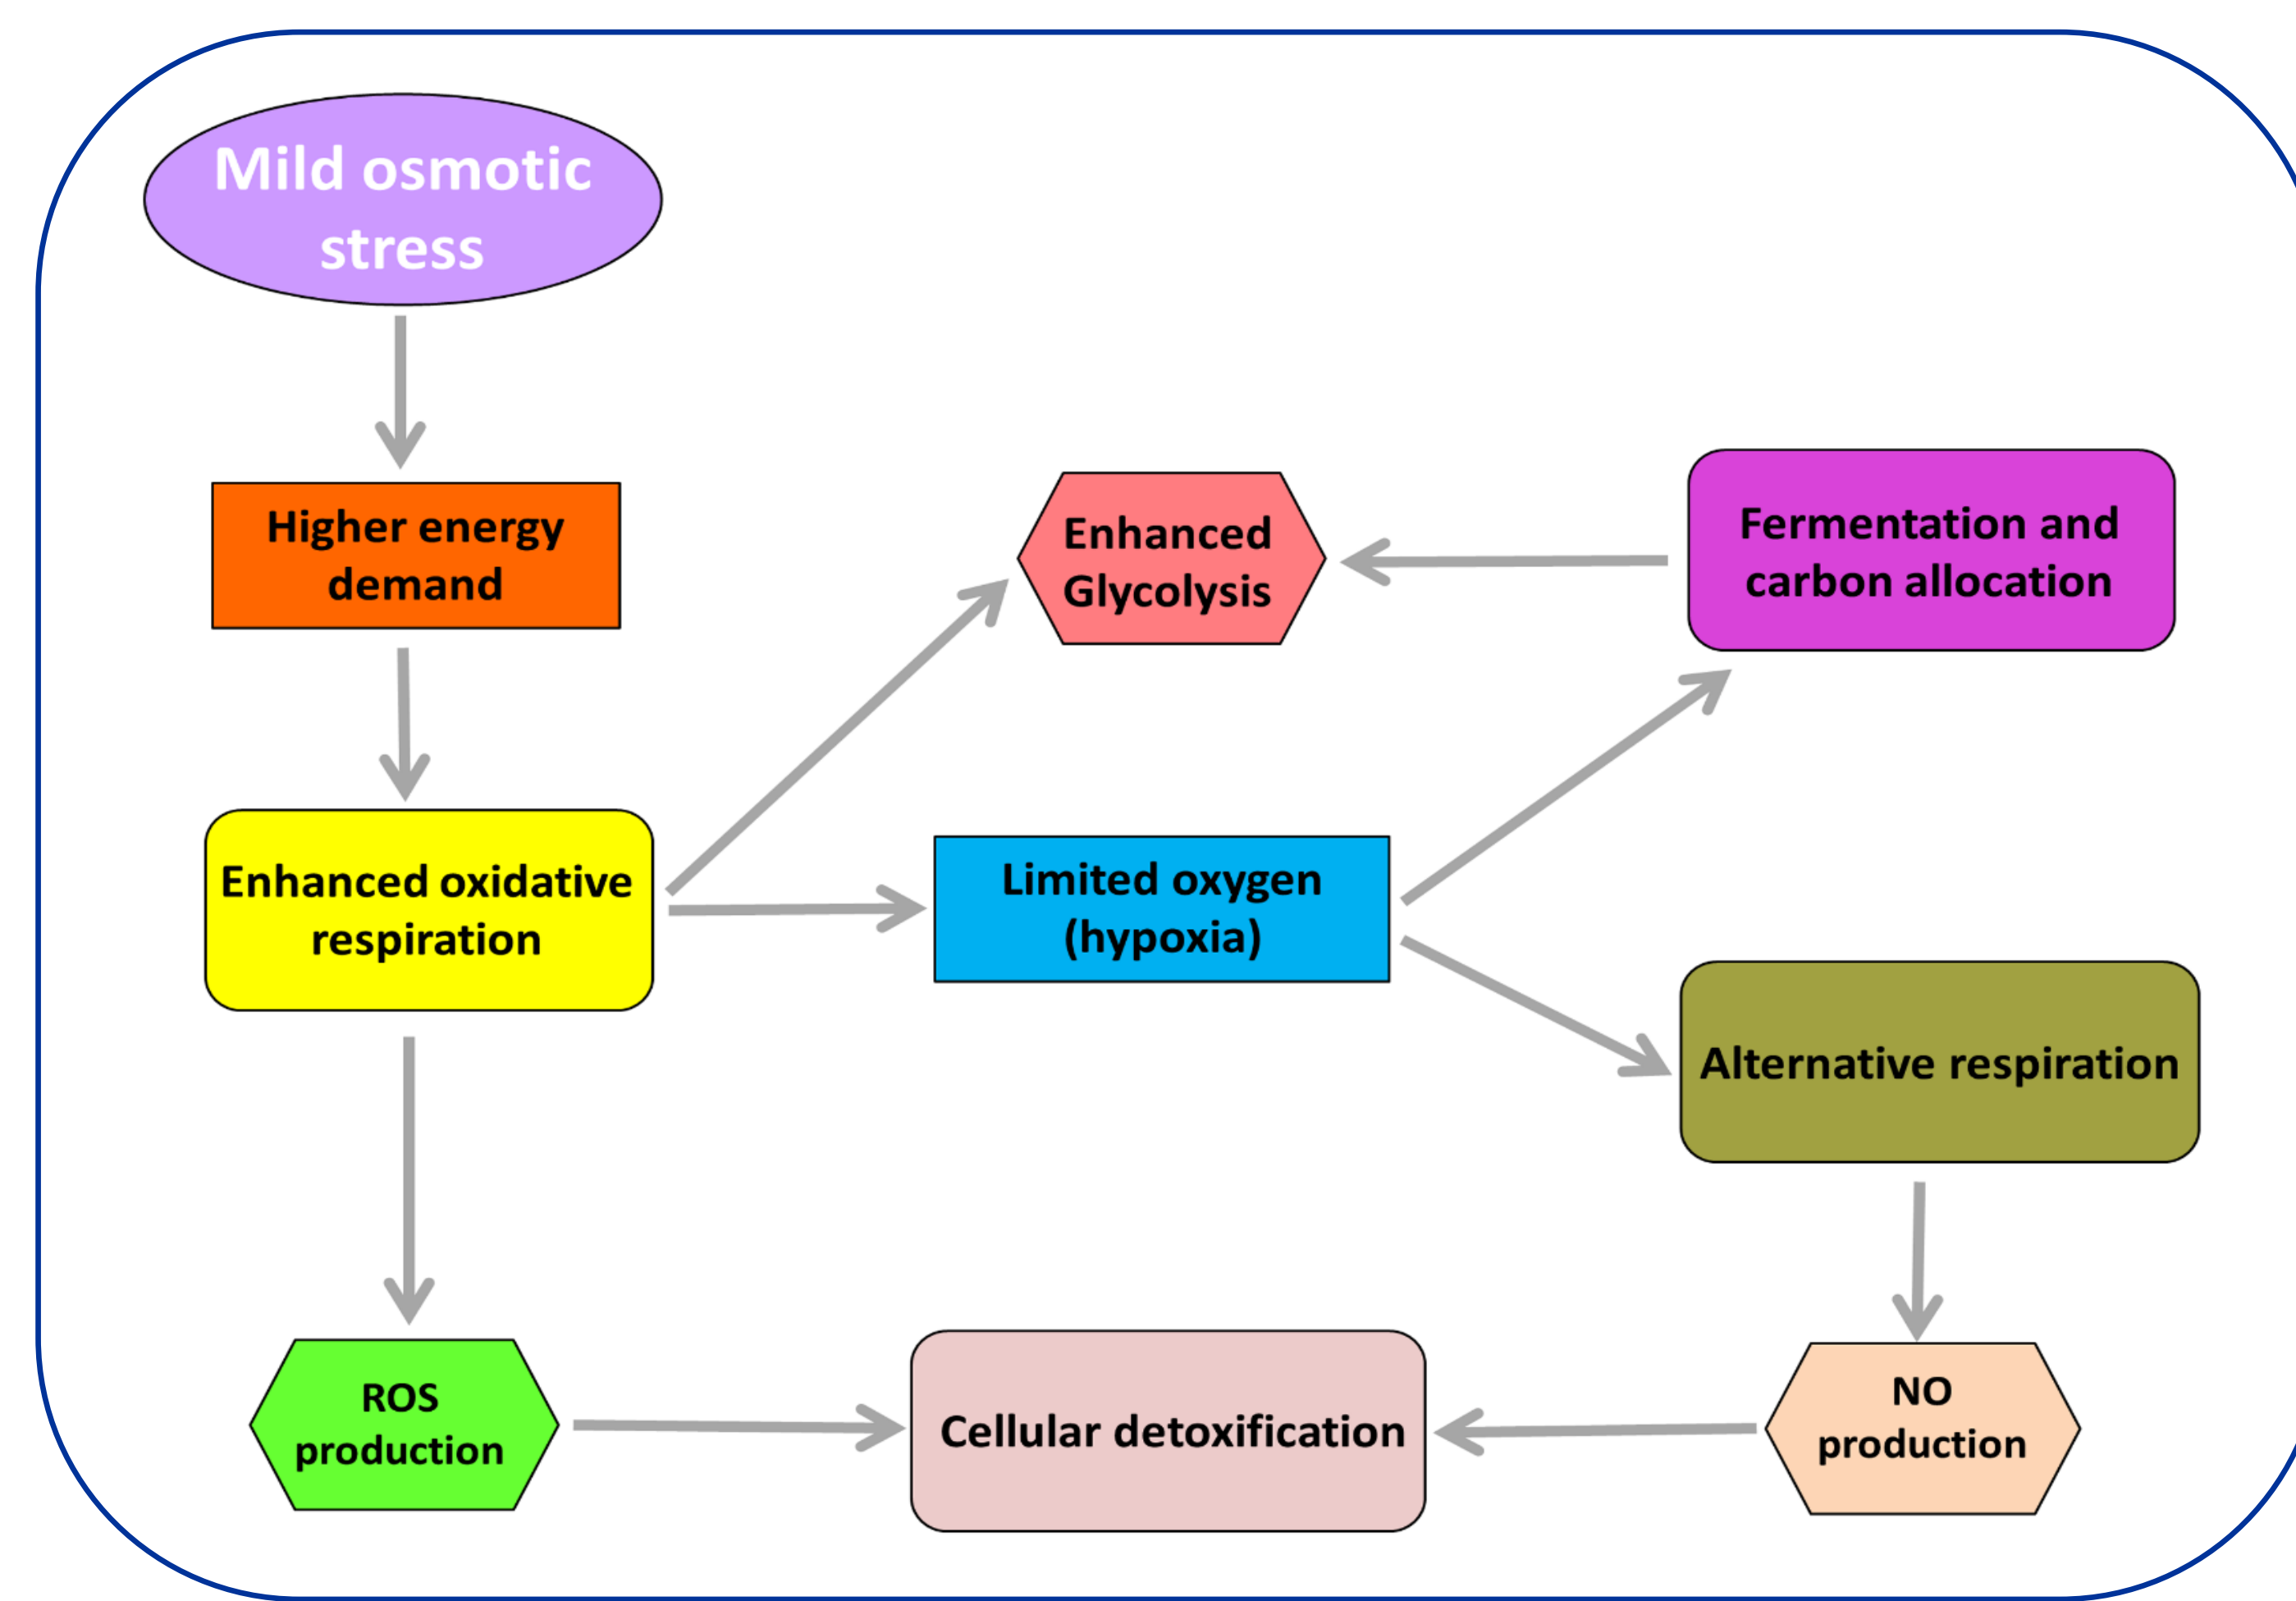 Mild osmotic
stress
Higher energy
demand
Enhanced
Glycolysis
Fermentation and
carbon allocation
Enhanced oxidative
respiration
Limited oxygen
(hypoxia)
Alternative respiration
ROS
production
Cellular detoxification
NO
production